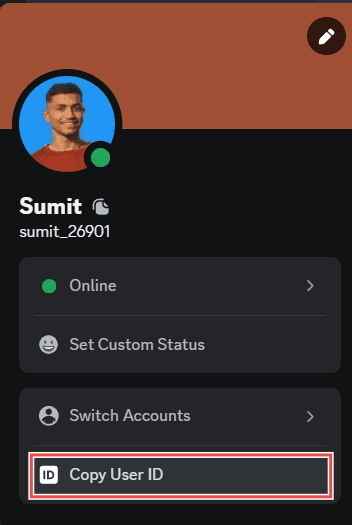 Sumit
sumit_26901
Online
Set Custom Status
Switch Accounts
ID Copy User ID